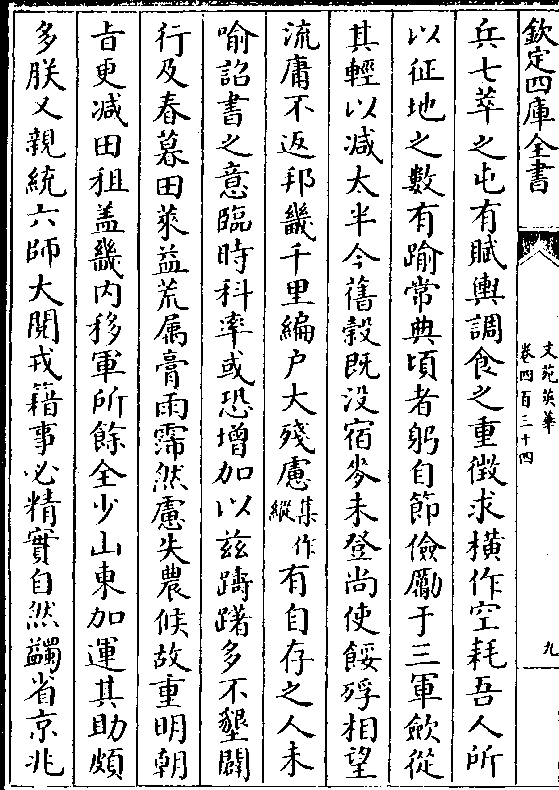 欽定四庫全書
文苑英華
卷四百三十四
九
兵七萃之屯有賦輿調食之重徵求橫作空耗吾人所
以征地之數有踰常典頃者躬自節儉勵于三軍斂從
其輕以減太半今舊穀既没宿麥未登尚使餒殍相望
流庸不返邦畿千里編户大殘慮集作縱有自存之人未
喻詔書之意臨時科率或恐增加以兹躊躇多不墾闢
行及春暮田萊益荒屬膏雨霈然慮失農候故重明朝
㫖更減田租盖畿内移軍所餘全少山東加運其助頗
多朕又親統六師大閲戎籍事必精實自然蠲省京兆